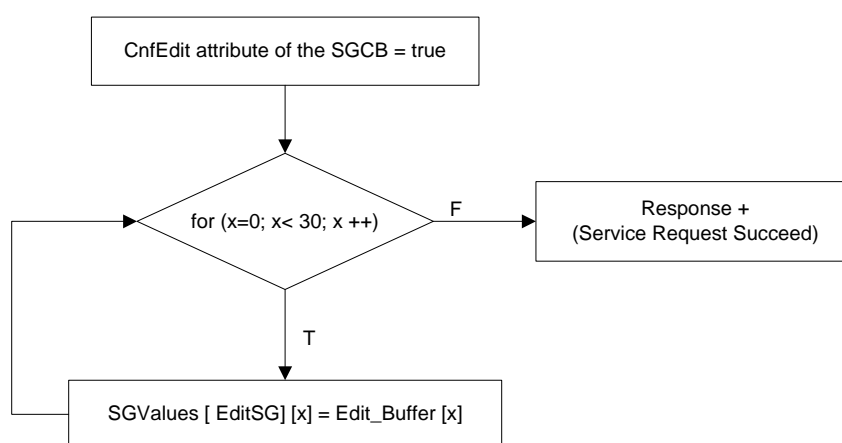 CnfEdit attribute of the SGCB = true
for (x=0; x< 30; x ++)
F
Response +
(Service Request Succeed)
T
SGValues [ EditSG] [x] = Edit_Buffer [x]